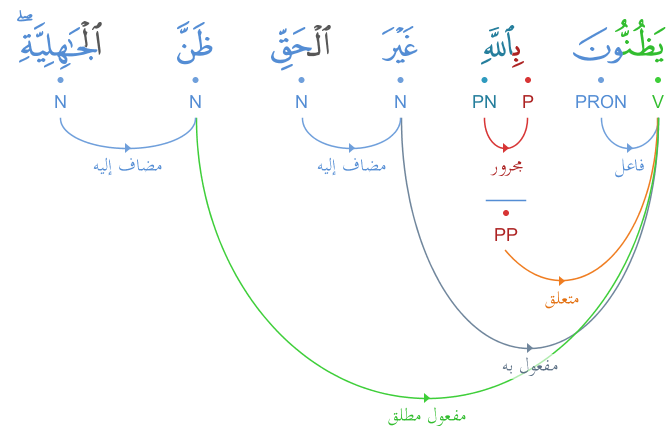 يَظُنُّونَ بِٱللَّهِ غَيْرَ ٱلْحَقِّ ظَنَّ ٱلْجَٰهِلِيَّةِ ۖ
V PRON P PN N N N N
فاعل مجرور مضاف إليه مضاف إليه
PP
متعلق
مفعول به
مفعول مطلق